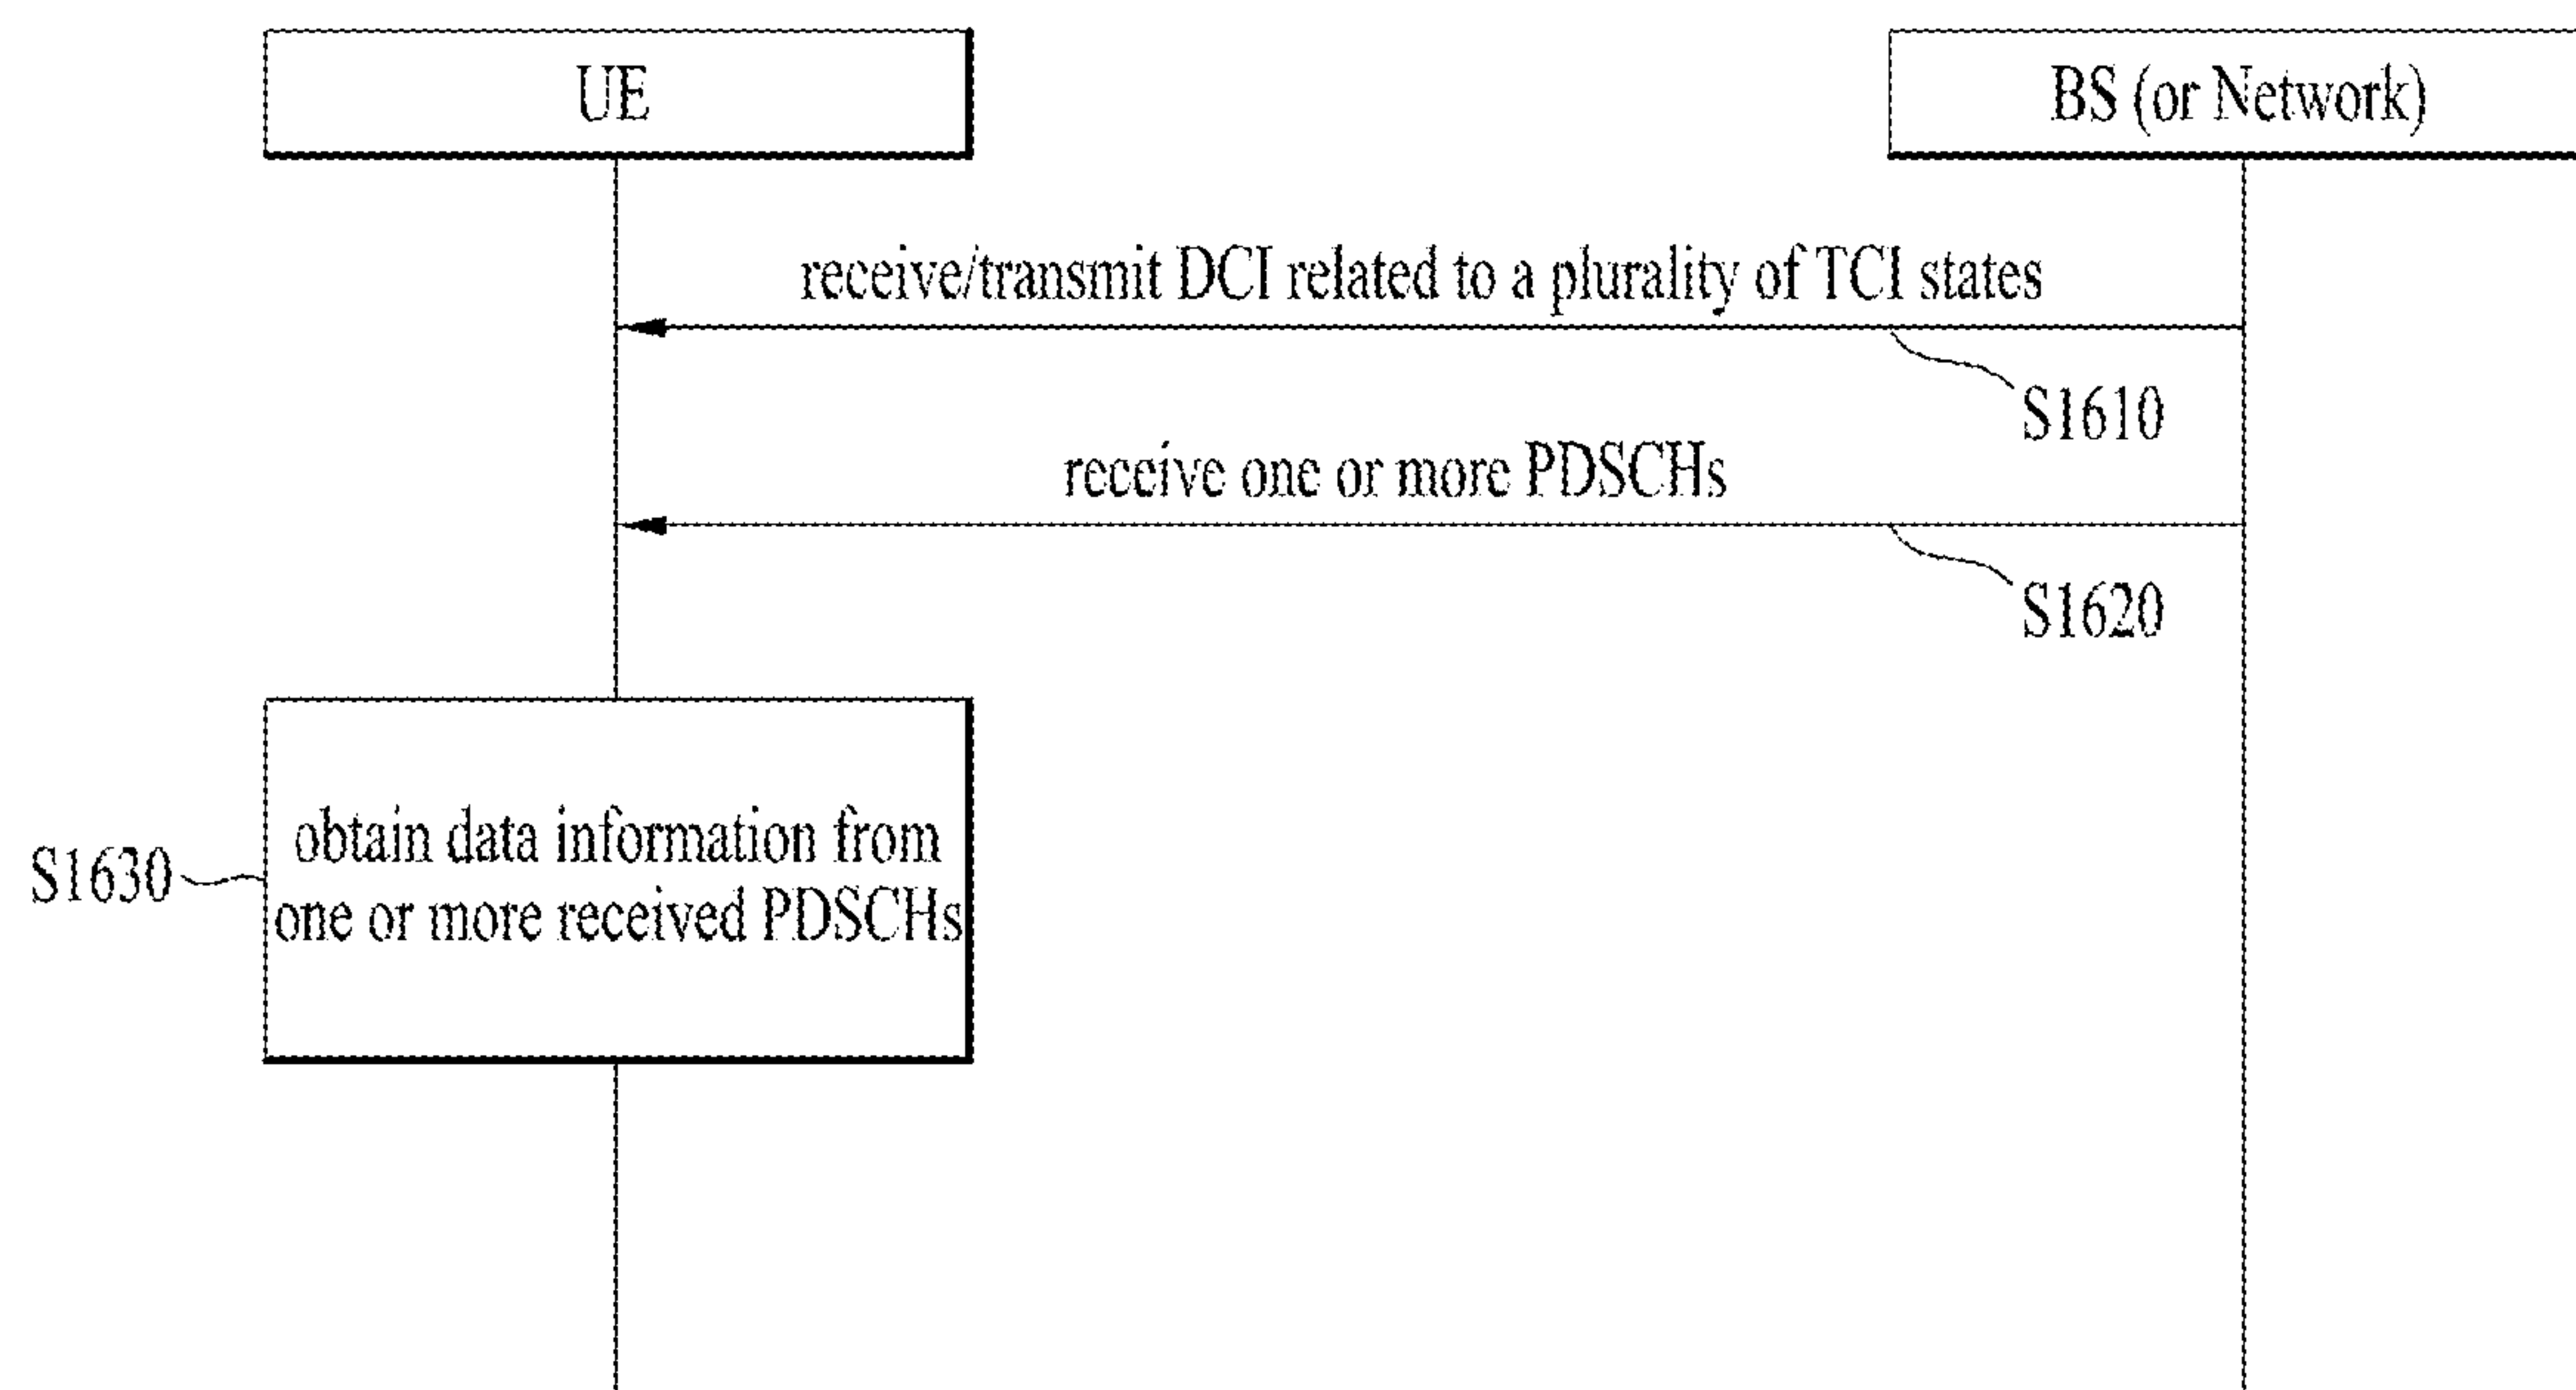 UE
BS (or Network)
receive/transmit DCI related to a plurality of TCI states
S1610
receive one or more PDSCHs
S1620
S1630
obtain data information from
one or more received PDSCHs